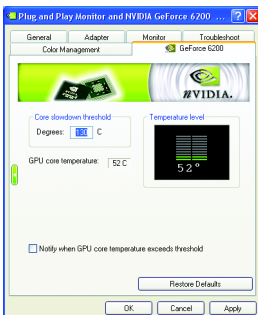 Plug and Play Monitor and NVIDIA GeForce 6200 ...
General Adapter Monitor Troubleshoot
Color Management GeForce 6200
NVIDIA.
Core slowdown threshold
Degrees: 130 C
Temperature level
GPU core temperature: 52 C
52°
Notify when GPU core temperature exceeds threshold
Restore Defaults
OK Cancel Apply